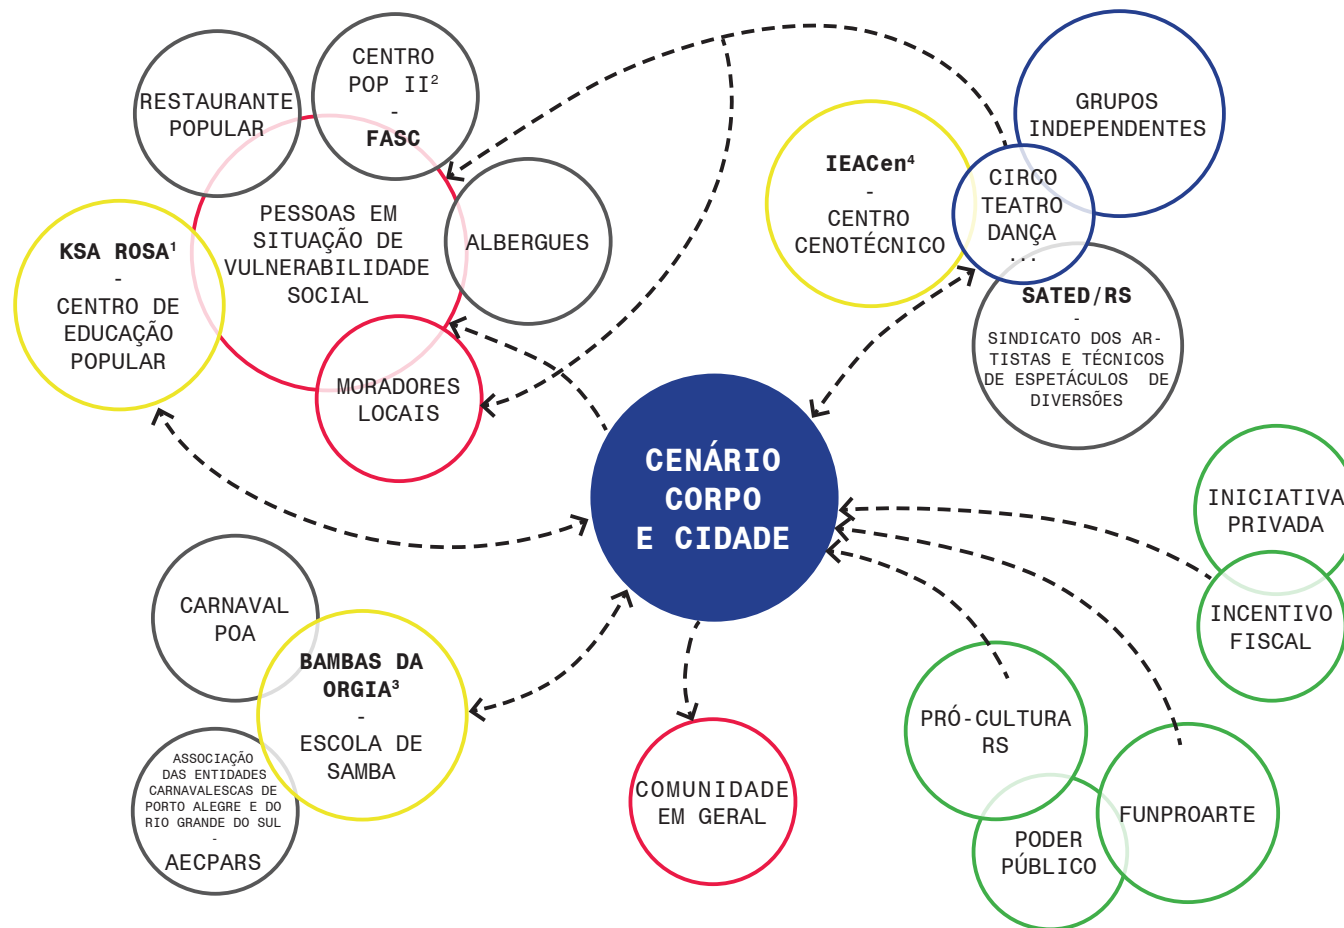 CENTRO
POP II²
-
FASC
RESTAURANTE
POPULAR
PESSOAS EM
SITUAÇÃO DE
VULNERABILIDADE
SOCIAL
ALBERGUES
KSA ROSA¹
-
CENTRO DE
EDUCAÇÃO
POPULAR
MORADORES
LOCAIS
GRUPOS
INDEPENDENTES
IEACen⁴
-
CENTRO
CENOTÉCNICO
CIRCO
TEATRO
DANÇA
...
SATED/RS
-
SINDICATO DOS AR-
TISTAS E TÉCNICOS
DE ESPETÁCULOS DE
DIVERSÕES
CENÁRIO
CORPO
E CIDADE
INICIATIVA
PRIVADA
INCENTIVO
FISCAL
CARNAVAL
POA
BAMBAS DA
ORGIA³
-
ESCOLA DE
SAMBA
ASSOCIAÇÃO
DAS ENTIDADES
CARNAVALESCAS DE
PORTO ALEGRE E DO
RIO GRANDE DO SUL
-
AECPARS
COMUNIDADE
EM GERAL
PRÓ-CULTURA
RS
FUNPROARTE
PODER
PÚBLICO